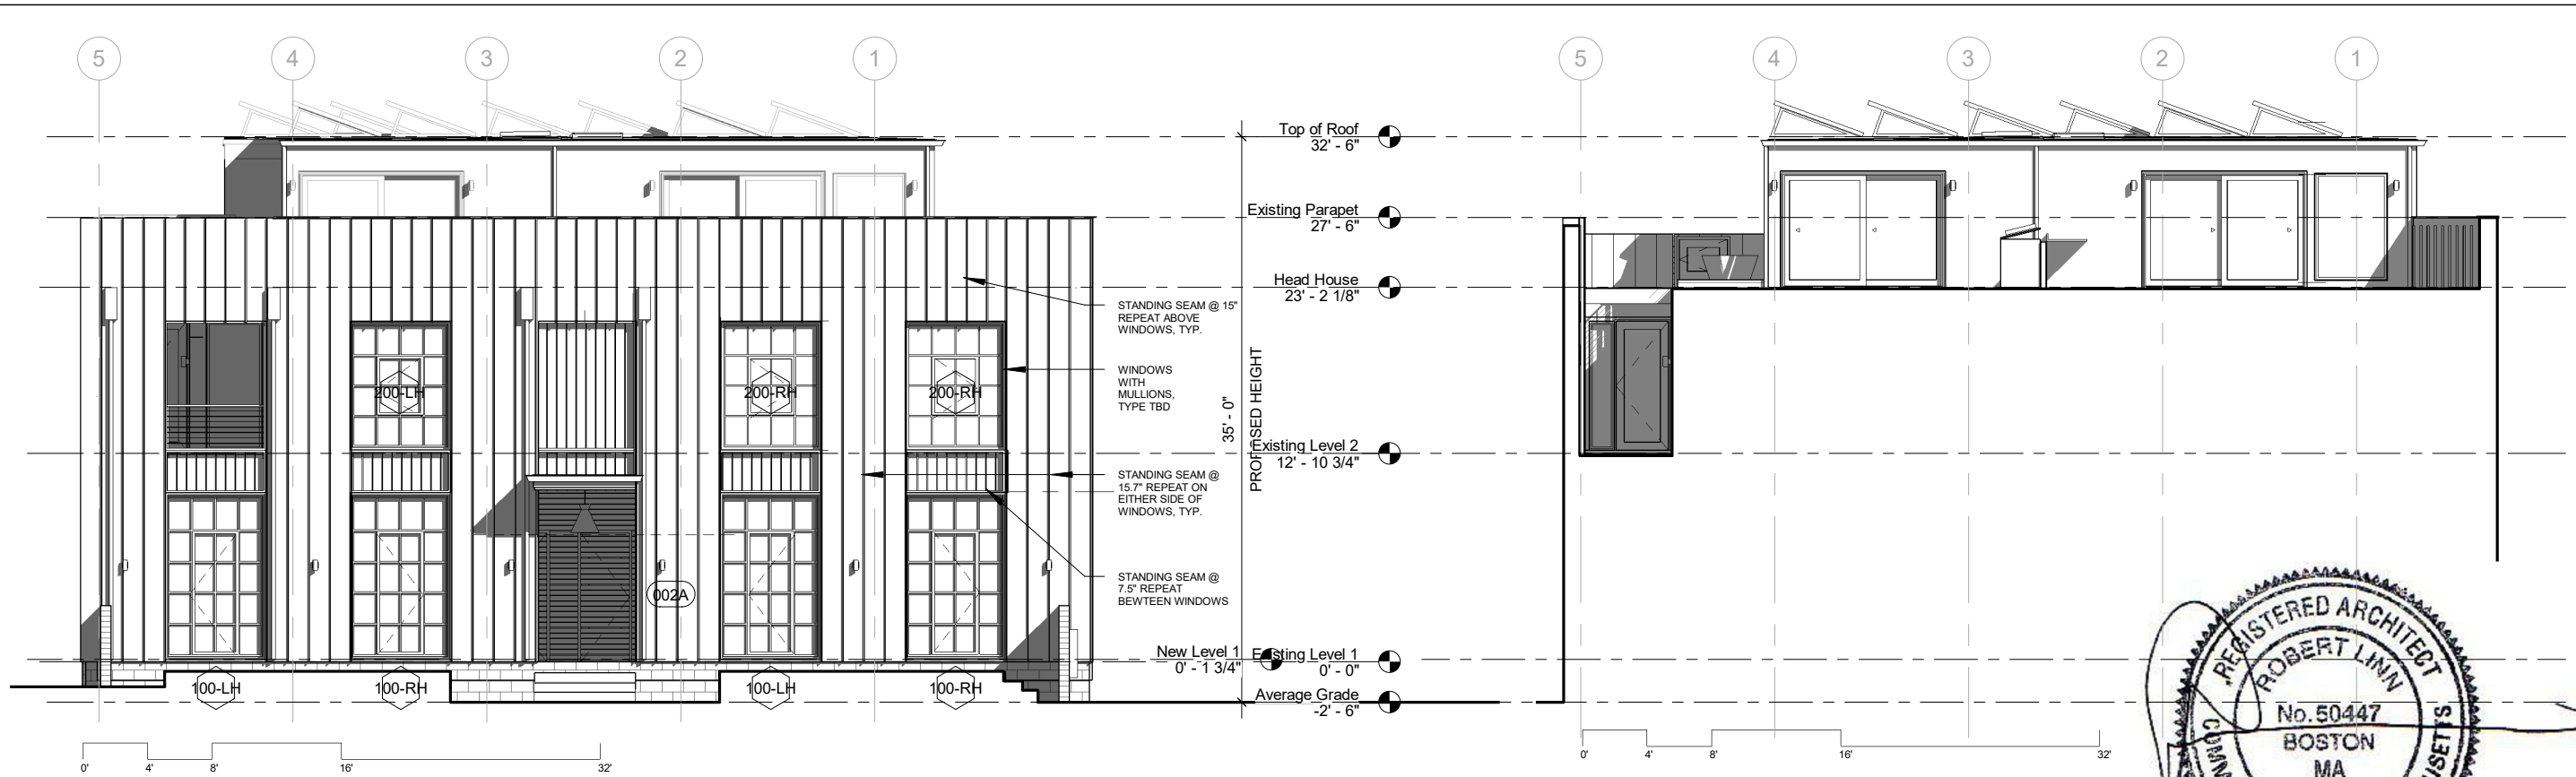 5 4 3 2 1
5 4 3 2 1
Top of Roof
32' - 6"
Existing Parapet
27' - 6"
Head House
23' - 2 1/8"
STANDING SEAM @ 15"
REPEAT ABOVE
WINDOWS, TYP.
WINDOWS
WITH
MULLIONS,
TYPE TBD
200-LH
200-RH
200-RH
35' - 0"
PROPOSED HEIGHT
Existing Level 2
12' - 10 3/4"
STANDING SEAM @
15.7" REPEAT ON
EITHER SIDE OF
WINDOWS, TYP.
STANDING SEAM @
7.5" REPEAT
BEWTEEN WINDOWS
002A
New Level 1
0' - 1 3/4"
Existing Level 1
0' - 0"
Average Grade
-2' - 6"
100-LH
100-RH
100-LH
100-RH
0' 4' 8' 16' 32'
0' 4' 8' 16' 32'
REGISTERED ARCHITECT
ROBERT LINN
No. 50447
BOSTON
MA